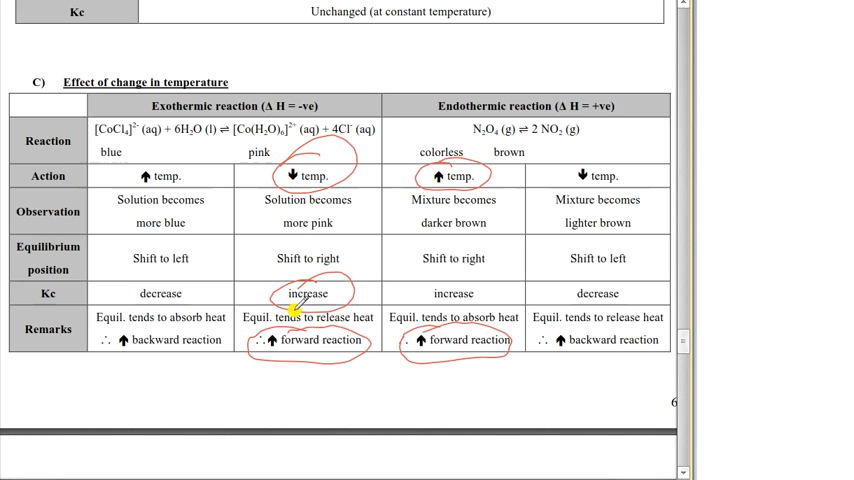 Kc Unchanged (at constant temperature)
C) Effect of change in temperature
Exothermic reaction (Δ H = -ve) Endothermic reaction (Δ H = +ve)
Reaction [CoCl₄]²⁻ (aq) + 6H₂O (l) ⇌ [Co(H₂O)₆]²⁺ (aq) + 4Cl⁻ (aq) N₂O₄ (g) ⇌ 2 NO₂ (g)
blue pink colorless brown
Action 🡅 temp. 🡇 temp. 🡅 temp. 🡇 temp.
Observation Solution becomes Solution becomes Mixture becomes Mixture becomes
more blue more pink darker brown lighter brown
Equilibrium position Shift to left Shift to right Shift to right Shift to left
Kc decrease increase increase decrease
Remarks Equil. tends to absorb heat Equil. tends to release heat Equil. tends to absorb heat Equil. tends to release heat
∴ 🡅 backward reaction ∴ 🡅 forward reaction ∴ 🡅 forward reaction ∴ 🡅 backward reaction
6